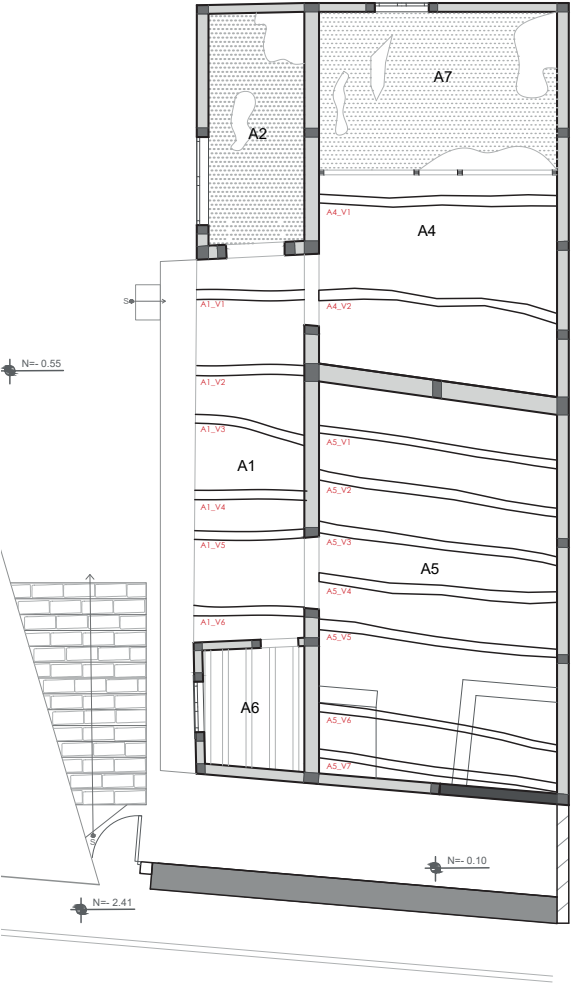 A7
A2
A4_V1
A4
S
A1_V1
A4_V2
N=- 0.55
A1_V2
A1_V3
A5_V1
A1
A5_V2
A1_V4
A1_V5
A5_V3
A5
A5_V4
A1_V6
A5_V5
A6
A5_V6
A5_V7
S
N=- 0.10
N=- 2.41